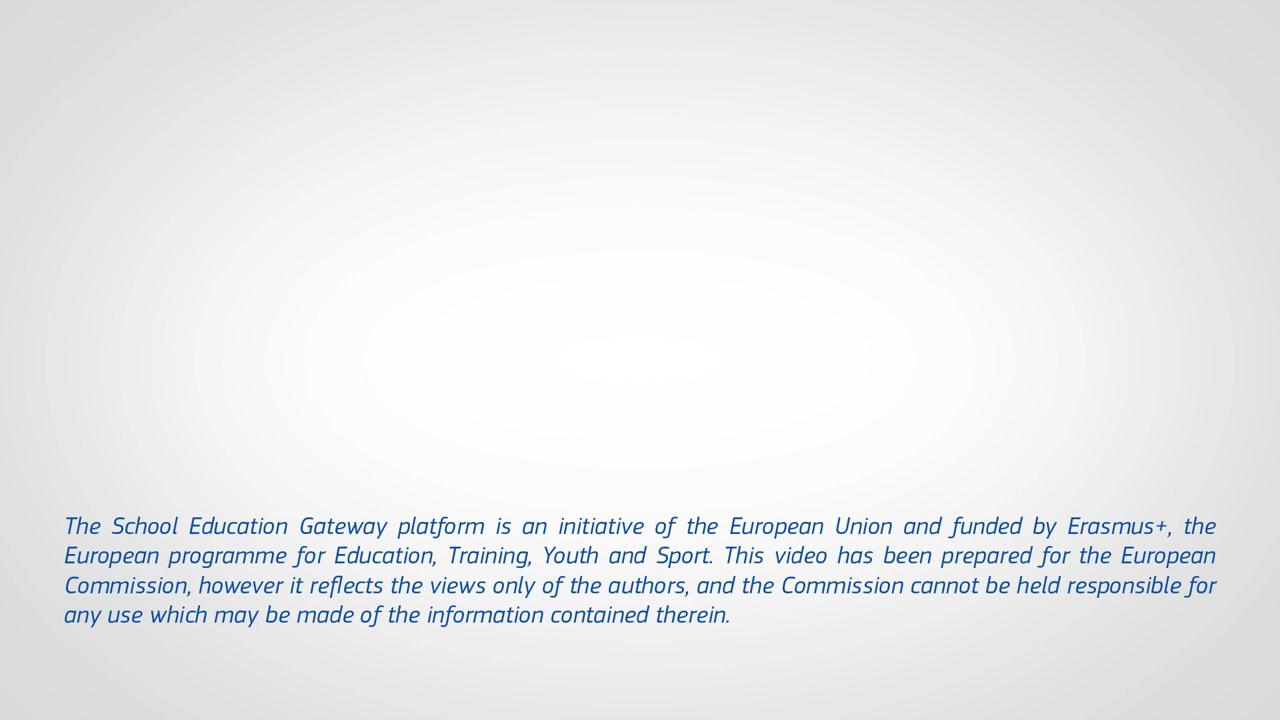 The School Education Gateway platform is an initiative of the European Union and funded by Erasmus+, the
European programme for Education, Training, Youth and Sport. This video has been prepared for the European
Commission, however it reflects the views only of the authors, and the Commission cannot be held responsible for
any use which may be made of the information contained therein.